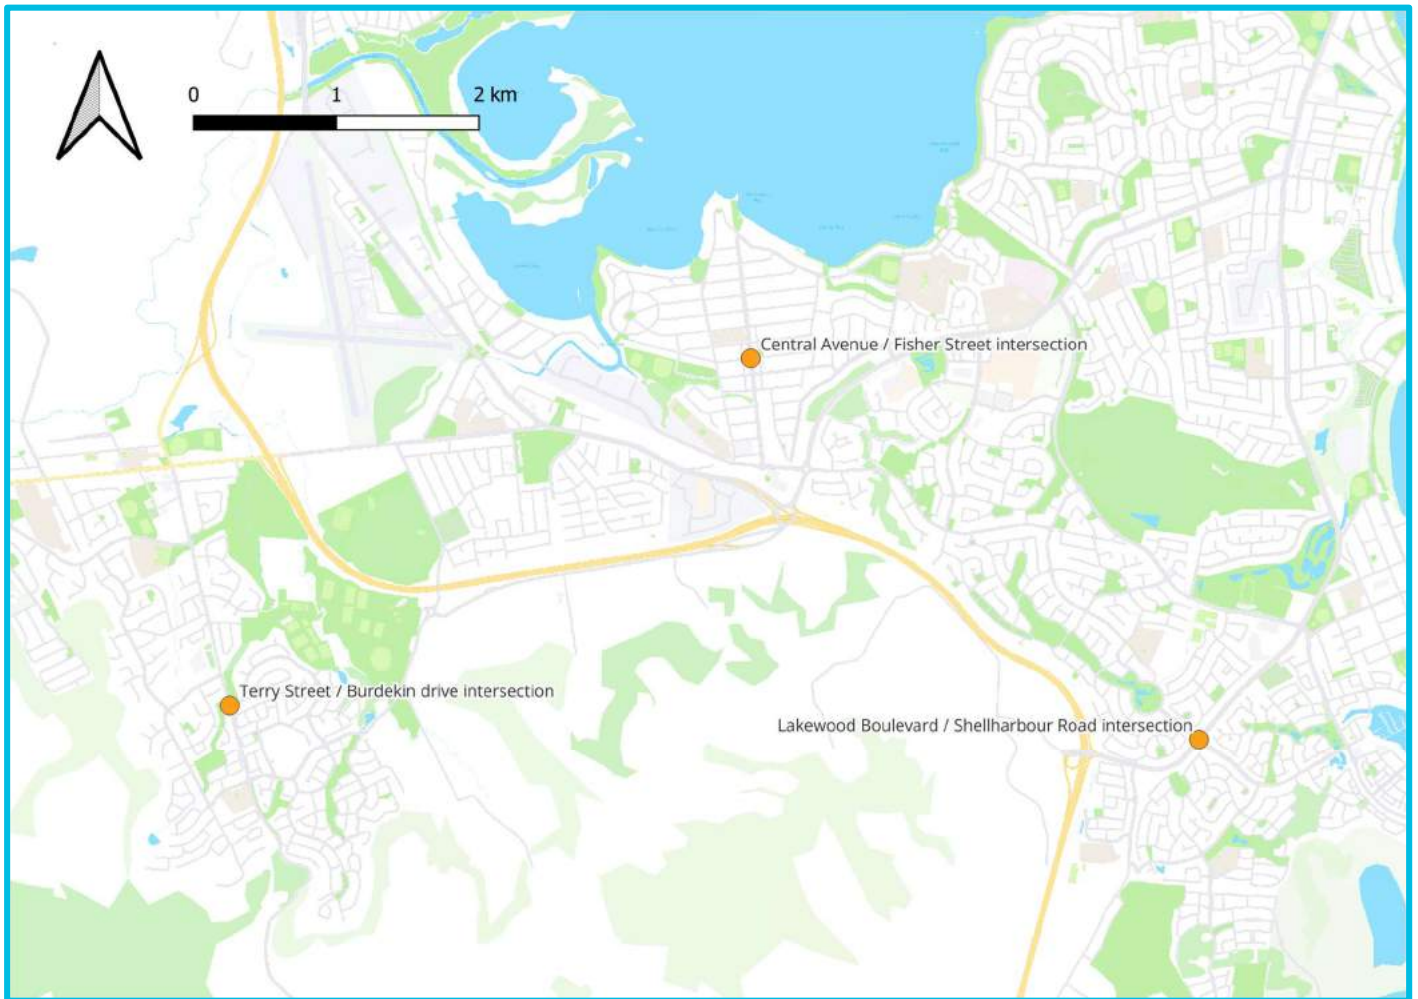 0 1 2 km
Central Avenue / Fisher Street intersection
Terry Street / Burdekin drive intersection
Lakewood Boulevard / Shellharbour Road intersection